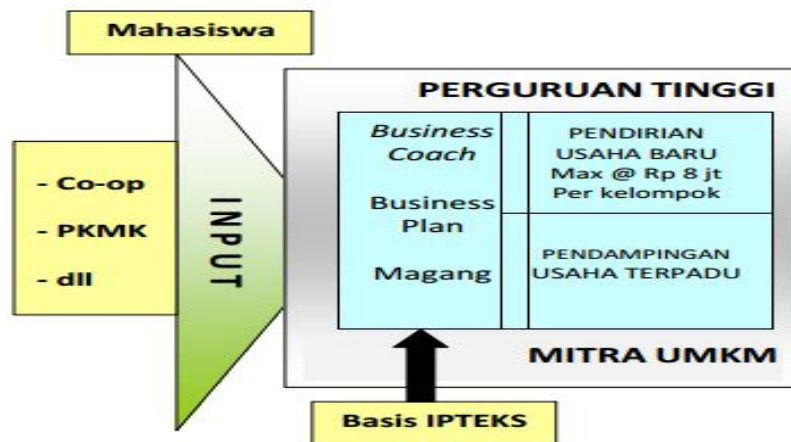 Mahasiswa
- Co-op
- PKMK
- dll
INPUT
PERGURUAN TINGGI
Business
Coach
Business
Plan
Magang
PENDIRIAN
USAHA BARU
Max @ Rp 8 jt
Per kelompok
PENDAMPINGAN
USAHA TERPADU
MITRA UMKM
Basis IPTEKS